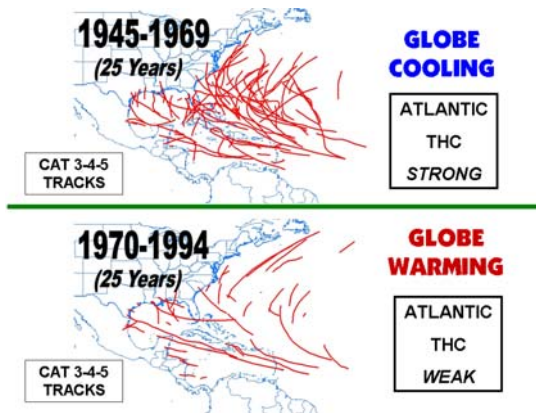 1945-1969
(25 Years)
CAT 3-4-5
TRACKS
GLOBE
COOLING
ATLANTIC
THC
STRONG
1970-1994
(25 Years)
CAT 3-4-5
TRACKS
GLOBE
WARMING
ATLANTIC
THC
WEAK